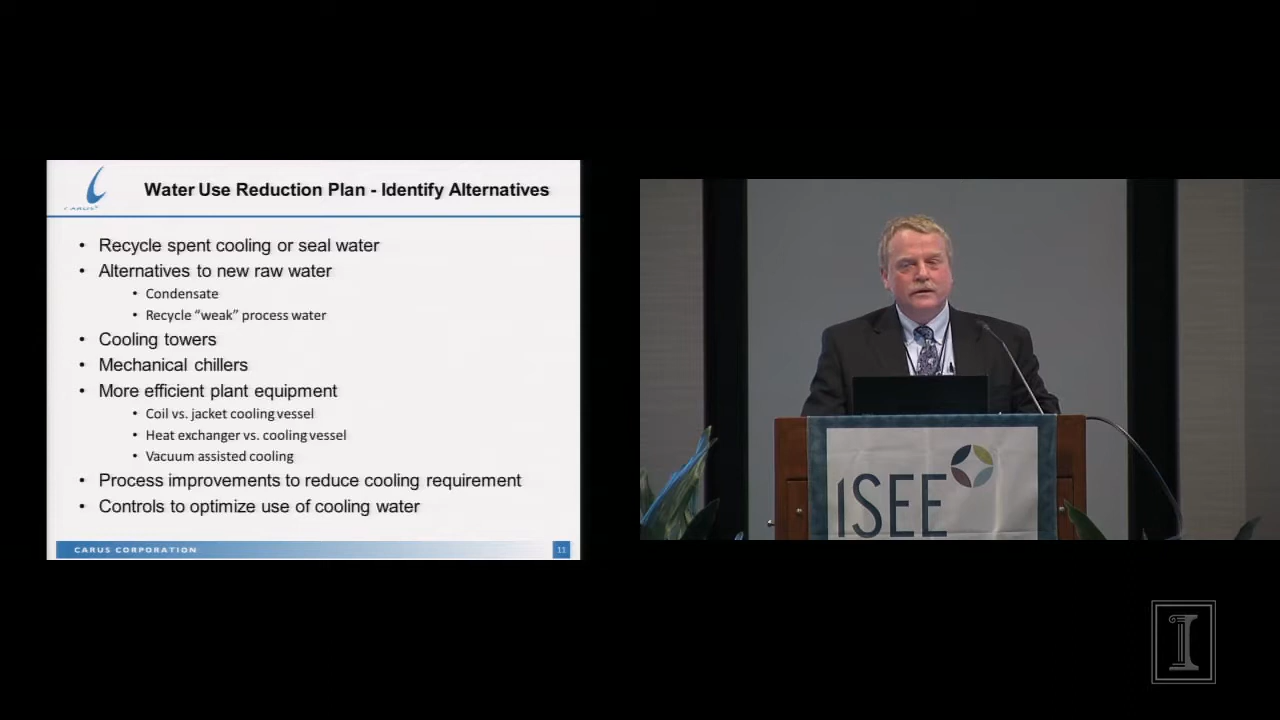 CARUS
Water Use Reduction Plan - Identify Alternatives
• Recycle spent cooling or seal water
• Alternatives to new raw water
• Condensate
• Recycle “weak” process water
• Cooling towers
• Mechanical chillers
• More efficient plant equipment
• Coil vs. jacket cooling vessel
• Heat exchanger vs. cooling vessel
• Vacuum assisted cooling
• Process improvements to reduce cooling requirement
• Controls to optimize use of cooling water
CARUS CORPORATION
11
ISEE
I